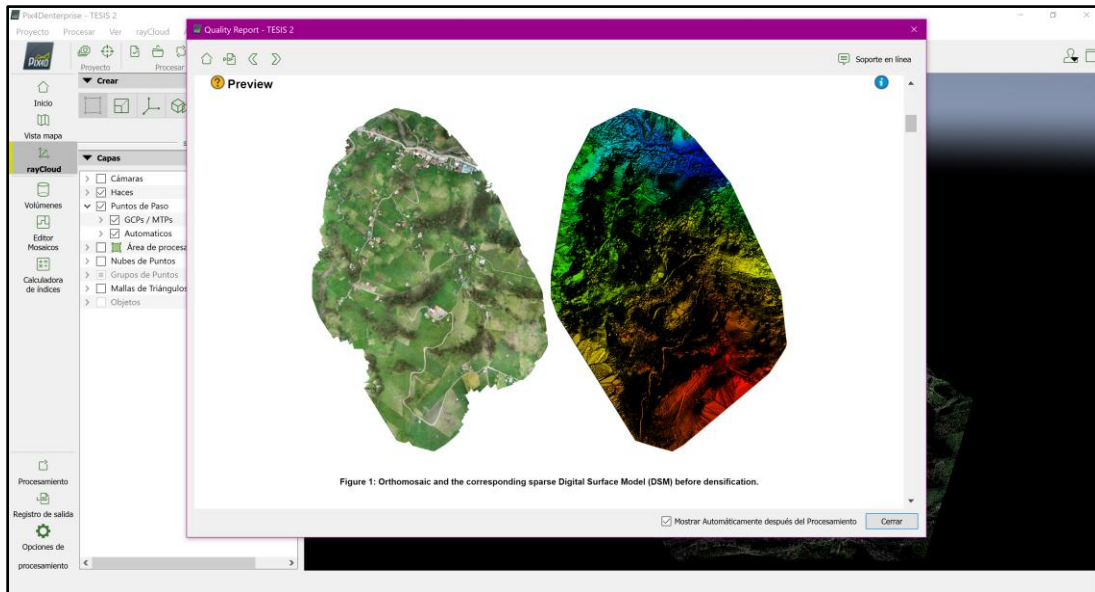 Pix4Denterprise - TESIS 2
Proyecto Procesar Ver rayCloud
PIX4D
Proyecto
Procesar
Inicio
Vista mapa
rayCloud
Volúmenes
Editor
Mosaicos
Calculadora
de índices
Procesamiento
Registro de salida
Opciones de
procesamiento
Crear
Capas
Cámaras
Haces
Puntos de Paso
GCPs / MTPs
Automaticos
Área de procesa
Nubes de Puntos
Grupos de Puntos
Mallas de Triángulos
Objetos
Quality Report - TESIS 2
Soporte en línea
Preview
Figure 1: Orthomosaic and the corresponding sparse Digital Surface Model (DSM) before densification.
Mostrar Automáticamente después del Procesamiento
Cerrar